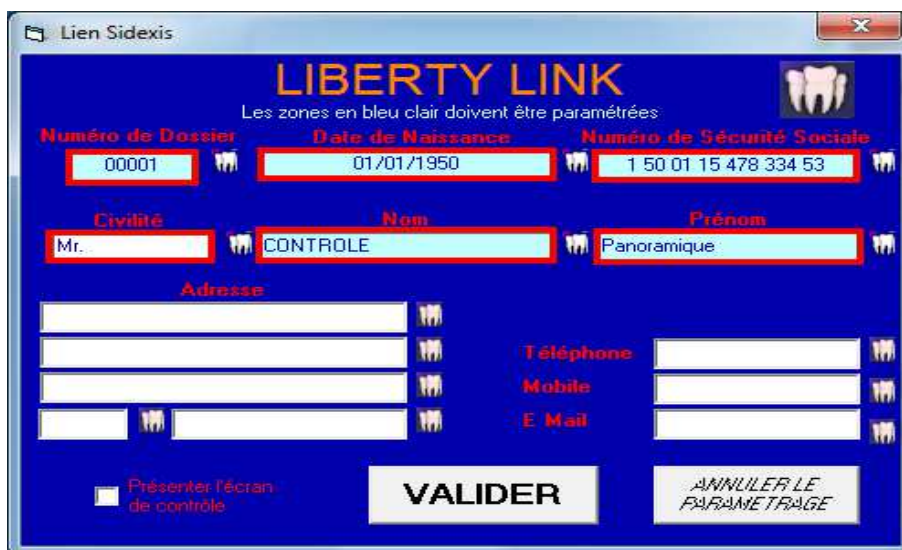 Lien Sidexis
LIBERTY LINK
Les zones en bleu clair doivent être paramétrées
Numéro de Dossier Date de Naissance Numéro de Sécurité Sociale
00001 01/01/1950 1 50 01 15 478 334 53
Civilité Nom Prénom
Mr. CONTROLE Panoramique
Adresse
Téléphone
Mobile
E Mail
Présenter l'écran
de contrôle
VALIDER
ANNULER LE
PARAMETRAGE